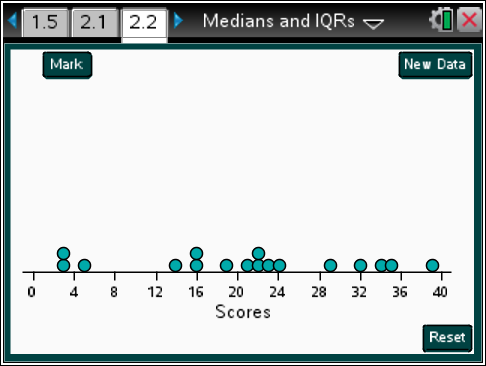 1.5 2.1 2.2 Medians and IQRs
Mark New Data
0 4 8 12 16 20 24 28 32 36 40
Scores
Reset